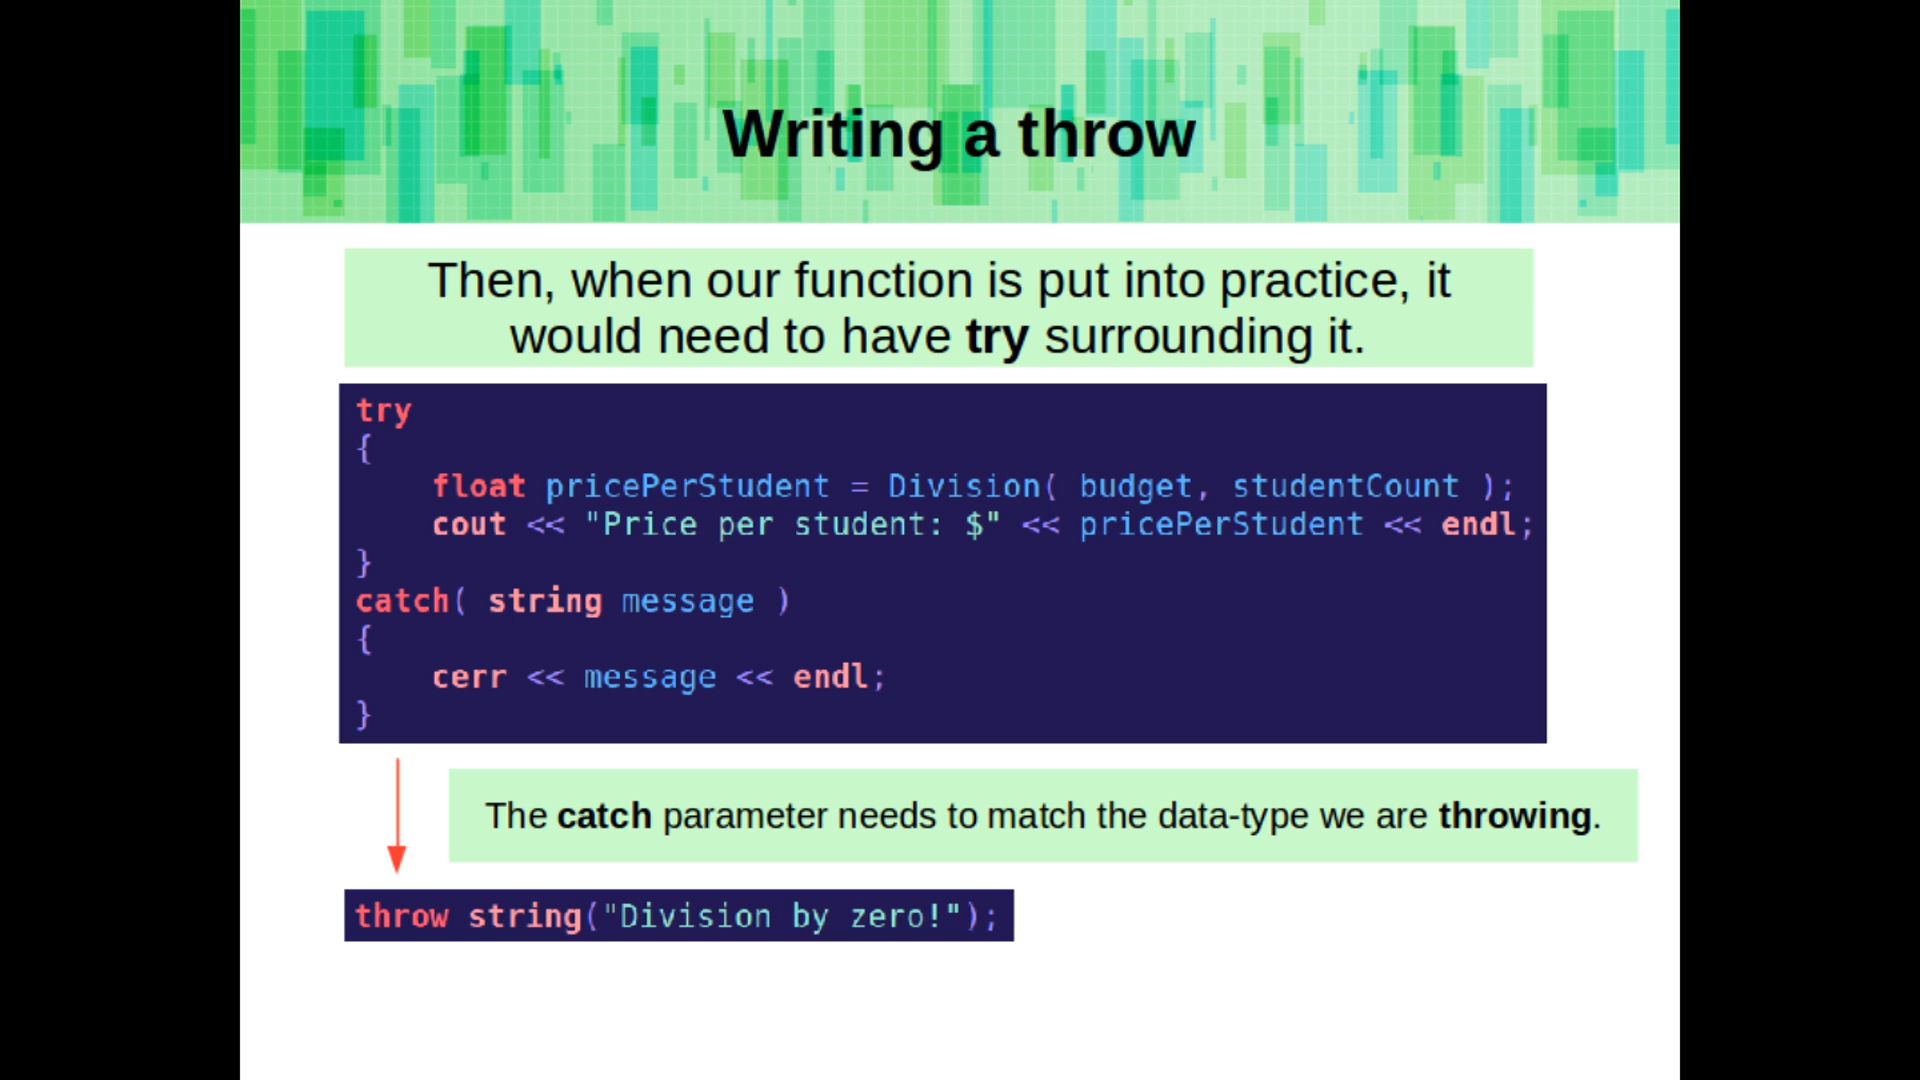 Writing a throw
Then, when our function is put into practice, it
would need to have try surrounding it.
try
{
    float pricePerStudent = Division( budget, studentCount );
    cout << "Price per student: $" << pricePerStudent << endl;
}
catch( string message )
{
    cerr << message << endl;
}
The catch parameter needs to match the data-type we are throwing.
throw string("Division by zero!");